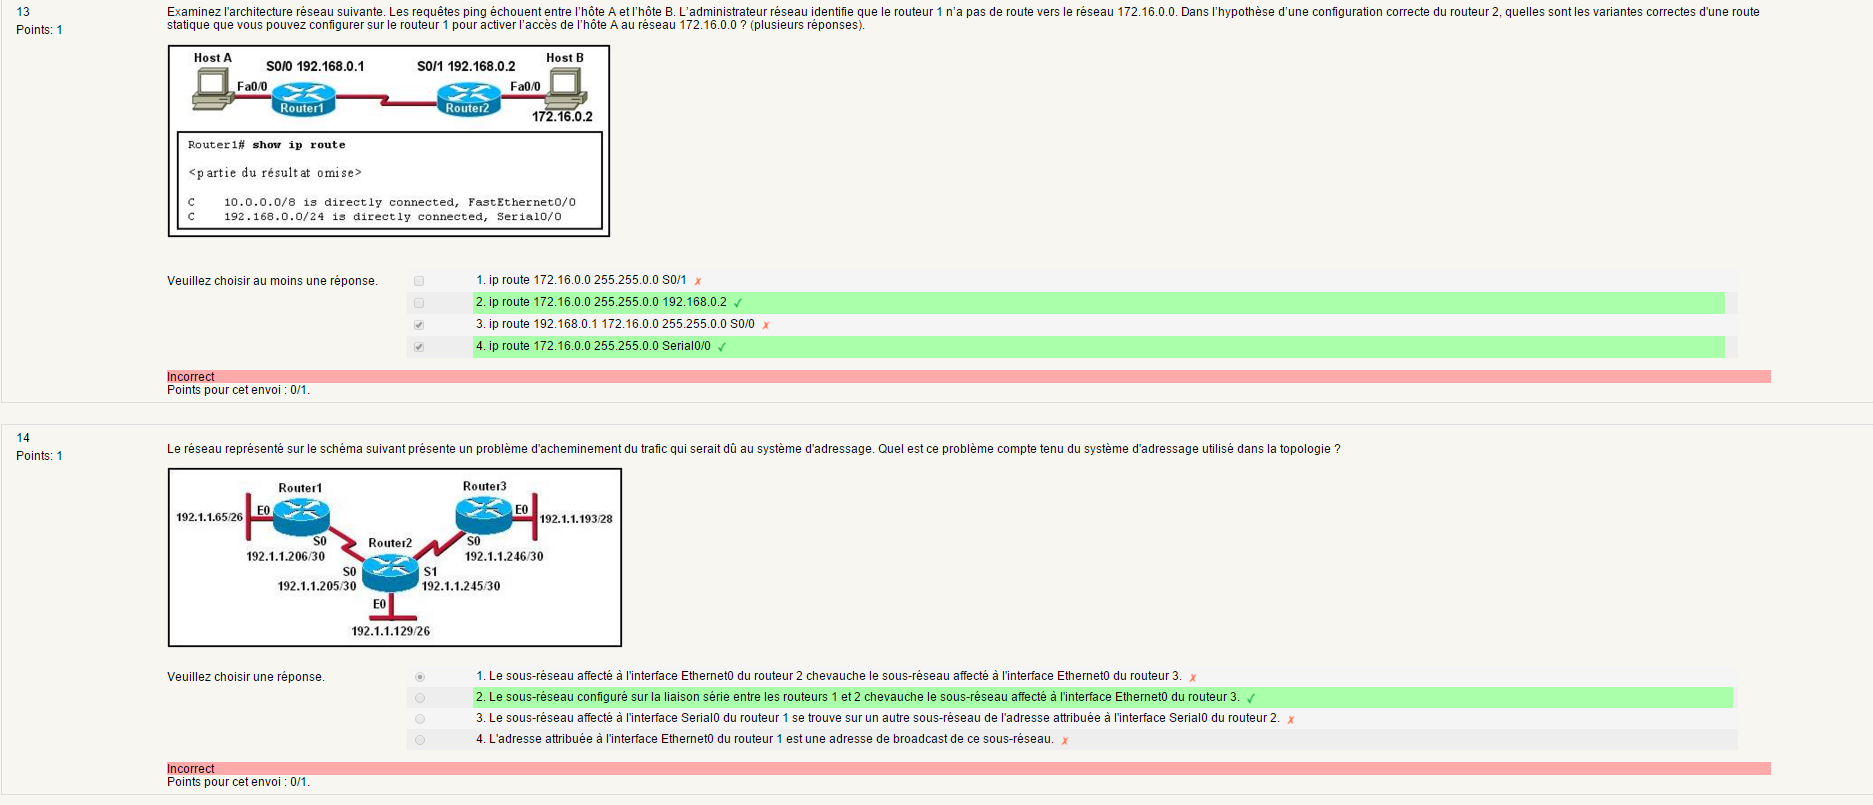 13
Points: 1
Examinez l'architecture réseau suivante. Les requêtes ping échouent entre l'hôte A et l'hôte B. L'administrateur réseau identifie que le routeur 1 n'a pas de route vers le réseau 172.16.0.0. Dans l'hypothèse d'une configuration correcte du routeur 2, quelles sont les variantes correctes d'une route
statique que vous pouvez configurer sur le routeur 1 pour activer l'accès de l'hôte A au réseau 172.16.0.0 ? (plusieurs réponses).
Host A
S0/0 192.168.0.1
S0/1 192.168.0.2
Host B
Fa0/0
Fa0/0
Router1
Router2
172.16.0.2
Router1# show ip route
<partie du résultat omise>
C 10.0.0.0/8 is directly connected, FastEthernet0/0
C 192.168.0.0/24 is directly connected, Serial0/0
Veuillez choisir au moins une réponse.
1. ip route 172.16.0.0 255.255.0.0 S0/1 ✗
2. ip route 172.16.0.0 255.255.0.0 192.168.0.2 ✓
3. ip route 192.168.0.1 172.16.0.0 255.255.0.0 S0/0 ✗
4. ip route 172.16.0.0 255.255.0.0 Serial0/0 ✓
Incorrect
Points pour cet envoi : 0/1.
14
Points: 1
Le réseau représenté sur le schéma suivant présente un problème d'acheminement du trafic qui serait dû au système d'adressage. Quel est ce problème compte tenu du système d'adressage utilisé dans la topologie ?
Router1
Router3
192.1.1.65/26
E0
E0
192.1.1.193/28
S0
Router2
S0
192.1.1.206/30
192.1.1.246/30
S0
S1
192.1.1.205/30
192.1.1.245/30
E0
192.1.1.129/26
Veuillez choisir une réponse.
1. Le sous-réseau affecté à l'interface Ethernet0 du routeur 2 chevauche le sous-réseau affecté à l'interface Ethernet0 du routeur 3. ✗
2. Le sous-réseau configuré sur la liaison série entre les routeurs 1 et 2 chevauche le sous-réseau affecté à l'interface Ethernet0 du routeur 3. ✓
3. Le sous-réseau affecté à l'interface Serial0 du routeur 1 se trouve sur un autre sous-réseau de l'adresse attribuée à l'interface Serial0 du routeur 2. ✗
4. L'adresse attribuée à l'interface Ethernet0 du routeur 1 est une adresse de broadcast de ce sous-réseau. ✗
Incorrect
Points pour cet envoi : 0/1.